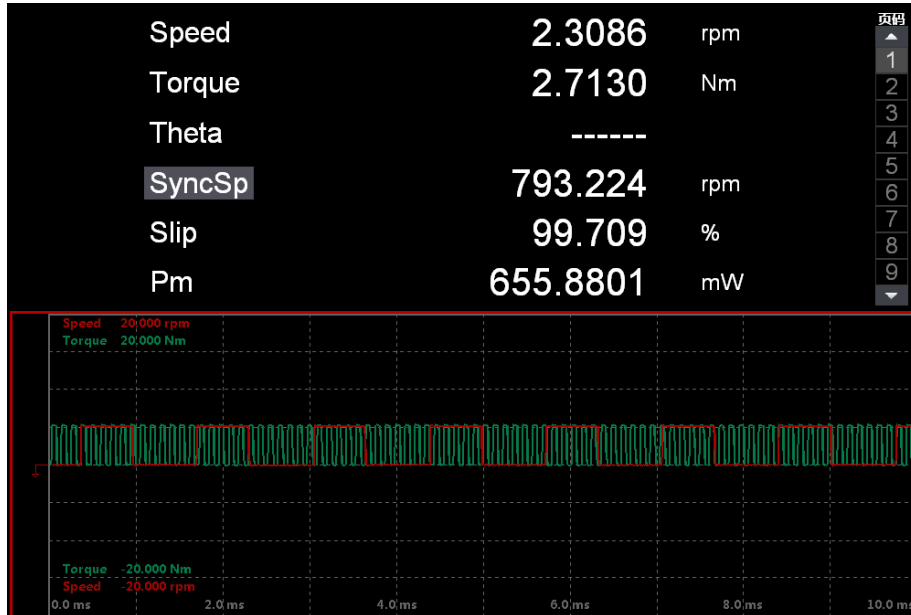 Speed 2.3086 rpm
Torque 2.7130 Nm
Theta ------
SyncSp 793.224 rpm
Slip 99.709 %
Pm 655.8801 mW
页码
1
2
3
4
5
6
7
8
9
Speed 20.000 rpm
Torque 20.000 Nm
Torque -20.000 Nm
Speed -20.000 rpm
0.0 ms 2.0 ms 4.0 ms 6.0 ms 8.0 ms 10.0 m